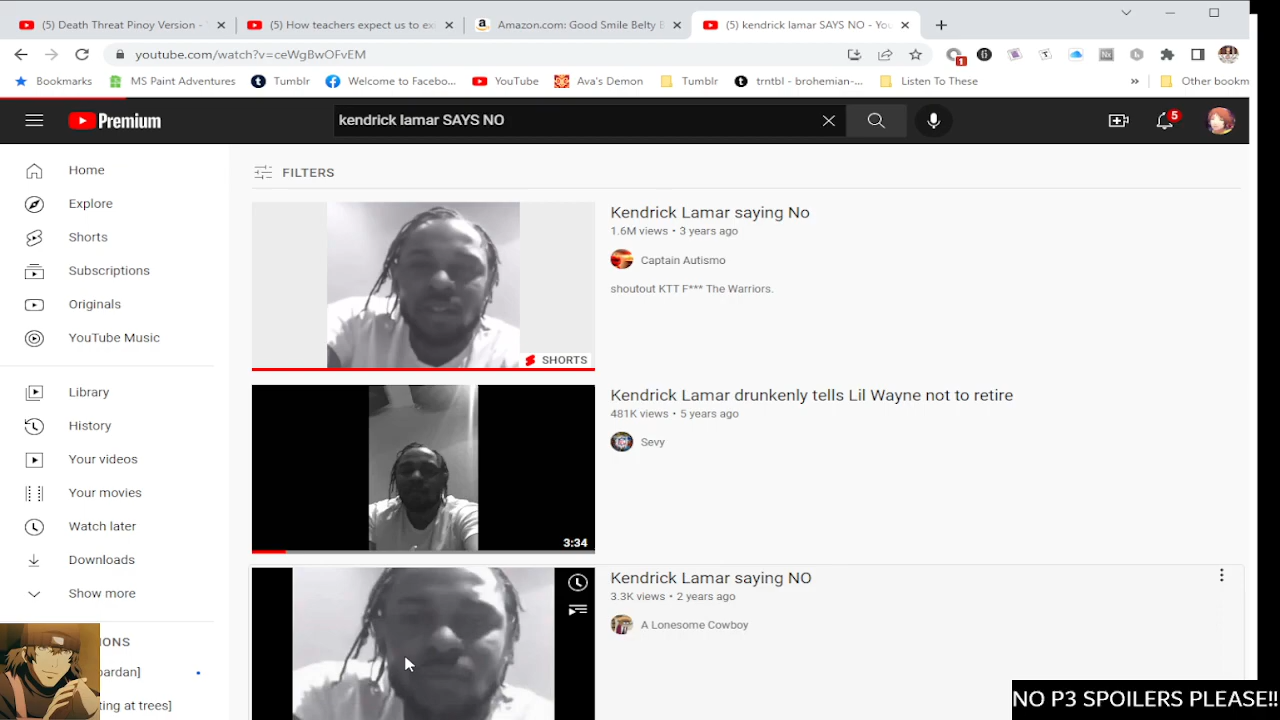 (5) Death Threat Pinoy Version -
(5) How teachers expect us to ex
Amazon.com: Good Smile Belty B
(5) kendrick lamar SAYS NO - You
youtube.com/watch?v=ceWgBwOFvEM
1
Bookmarks
MS Paint Adventures
Tumblr
Welcome to Facebo...
YouTube
Ava's Demon
Tumblr
trntbl - brohemian-...
Listen To These
»
Other bookm
Premium
kendrick lamar SAYS NO
5
Home
Explore
Shorts
Subscriptions
Originals
YouTube Music
Library
History
Your videos
Your movies
Watch later
Downloads
Show more
IONS
pardan]
ting at trees]
FILTERS
SHORTS
Kendrick Lamar saying No
1.6M views • 3 years ago
Captain Autismo
shoutout KTT F*** The Warriors.
3:34
Kendrick Lamar drunkenly tells Lil Wayne not to retire
481K views • 5 years ago
Sevy
Kendrick Lamar saying NO
3.3K views • 2 years ago
A Lonesome Cowboy
NO P3 SPOILERS PLEASE!!